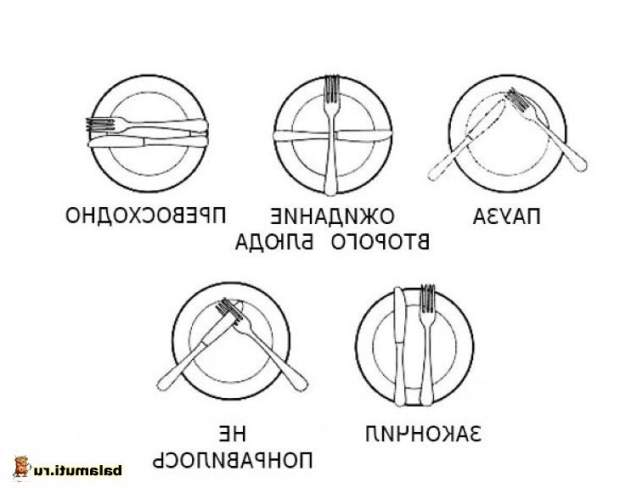 ПАУЗА
ОЖИДАНИЕ
ВТОРОГО БЛЮДА
ПРЕВОСХОДНО
ЗАКОНЧИЛ
НЕ
ПОНРАВИЛОСЬ
balamuti.ru